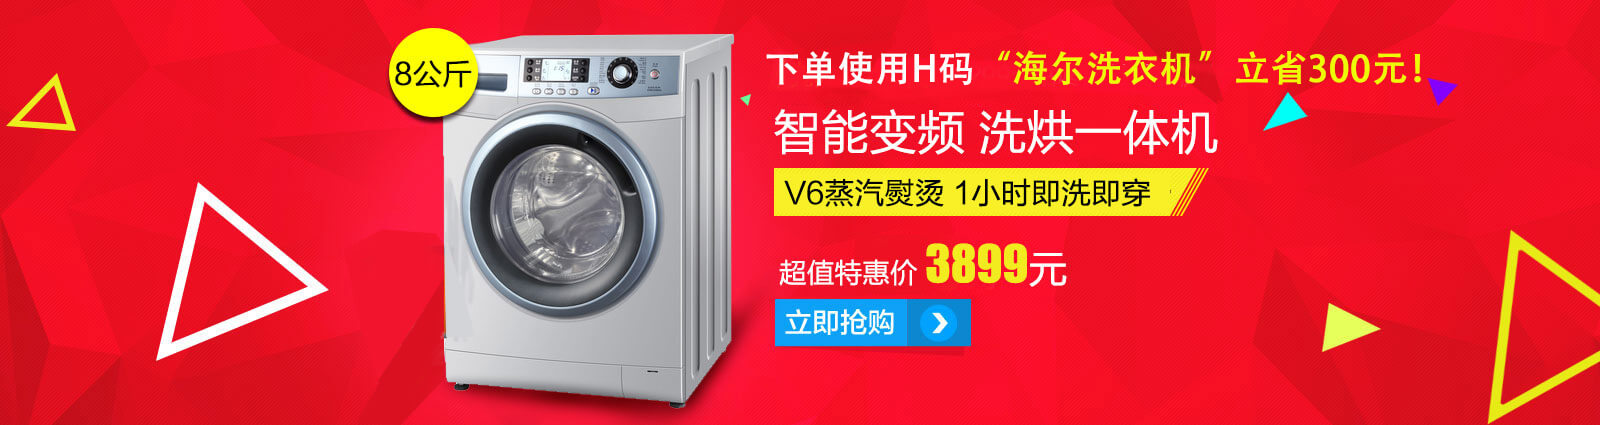 8公斤
下单使用H码“海尔洗衣机”立省300元！
智能变频 洗烘一体机
V6蒸汽熨烫 1小时即洗即穿
超值特惠价 3899元
立即抢购